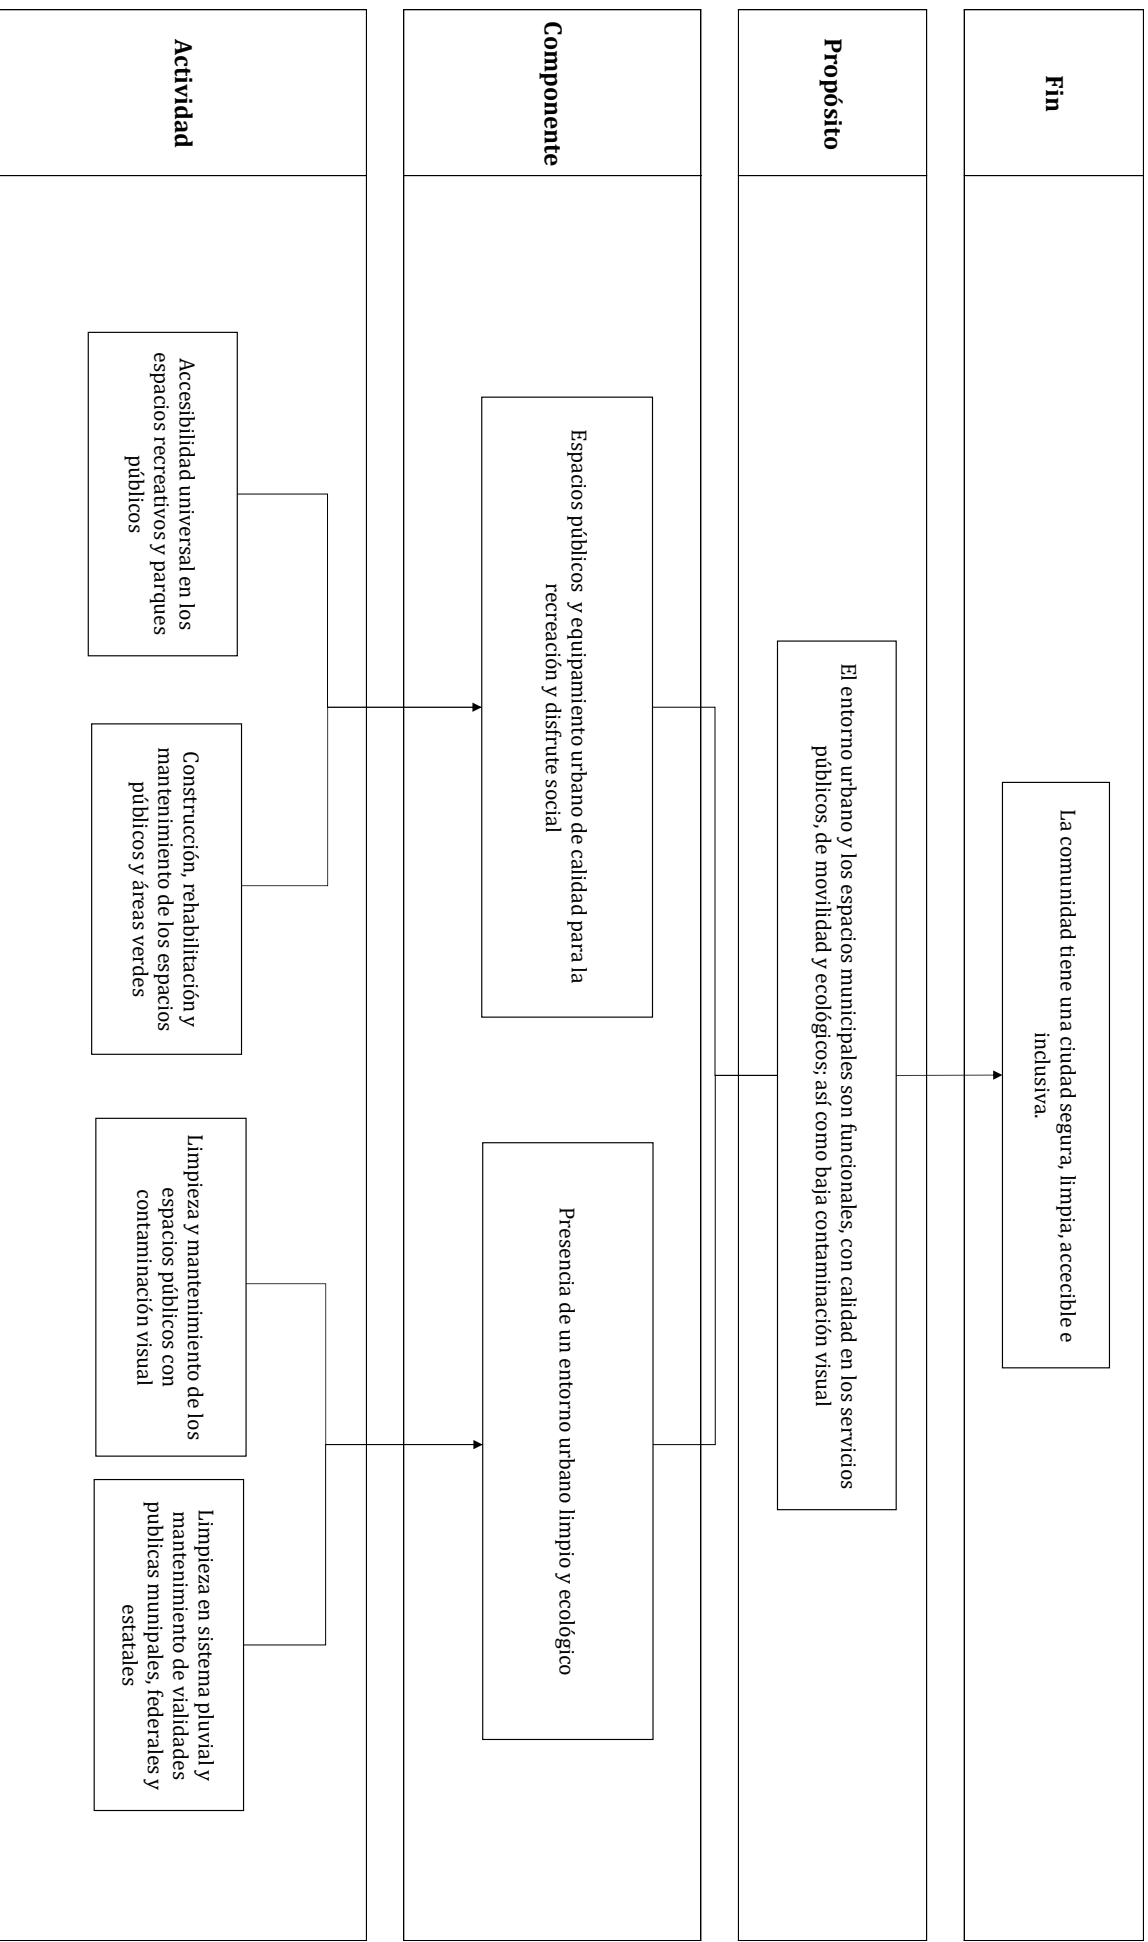 Fin
La comunidad tiene una ciudad segura, limpia, accecible e
inclusiva.
Propósito
El entorno urbano y los espacios municipales son funcionales, con calidad en los servicios
públicos, de movilidad y ecológicos; así como baja contaminación visual
Componente
Espacios públicos y equipamiento urbano de calidad para la
recreación y disfrute social
Presencia de un entorno urbano limpio y ecológico
Actividad
Accesibilidad universal en los
espacios recreativos y parques
públicos
Construcción, rehabilitación y
mantenimiento de los espacios
públicos y áreas verdes
Limpieza y mantenimiento de los
espacios públicos con
contaminación visual
Limpieza en sistema pluvial y
mantenimiento de vialidades
publicas munipales, federales y
estatales